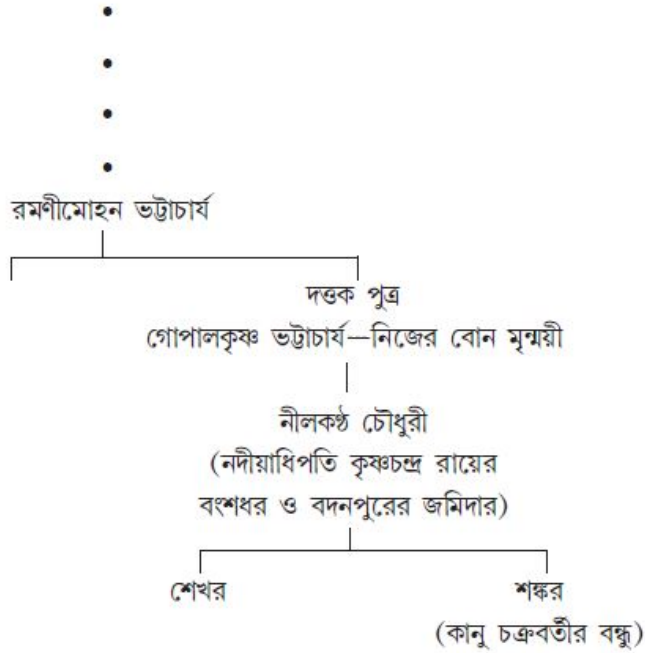 রমণীমোহন ভট্টাচার্য
দত্তক পুত্র
গোপালকৃষ্ণ ভট্টাচার্য—নিজের বোন মৃন্ময়ী
নীলকণ্ঠ চৌধুরী
(নদীয়াধিপতি কৃষ্ণচন্দ্র রায়ের
বংশধর ও বদনপুরের জমিদার)
শেখর শঙ্কর
(কানু চক্রবর্তীর বন্ধু)